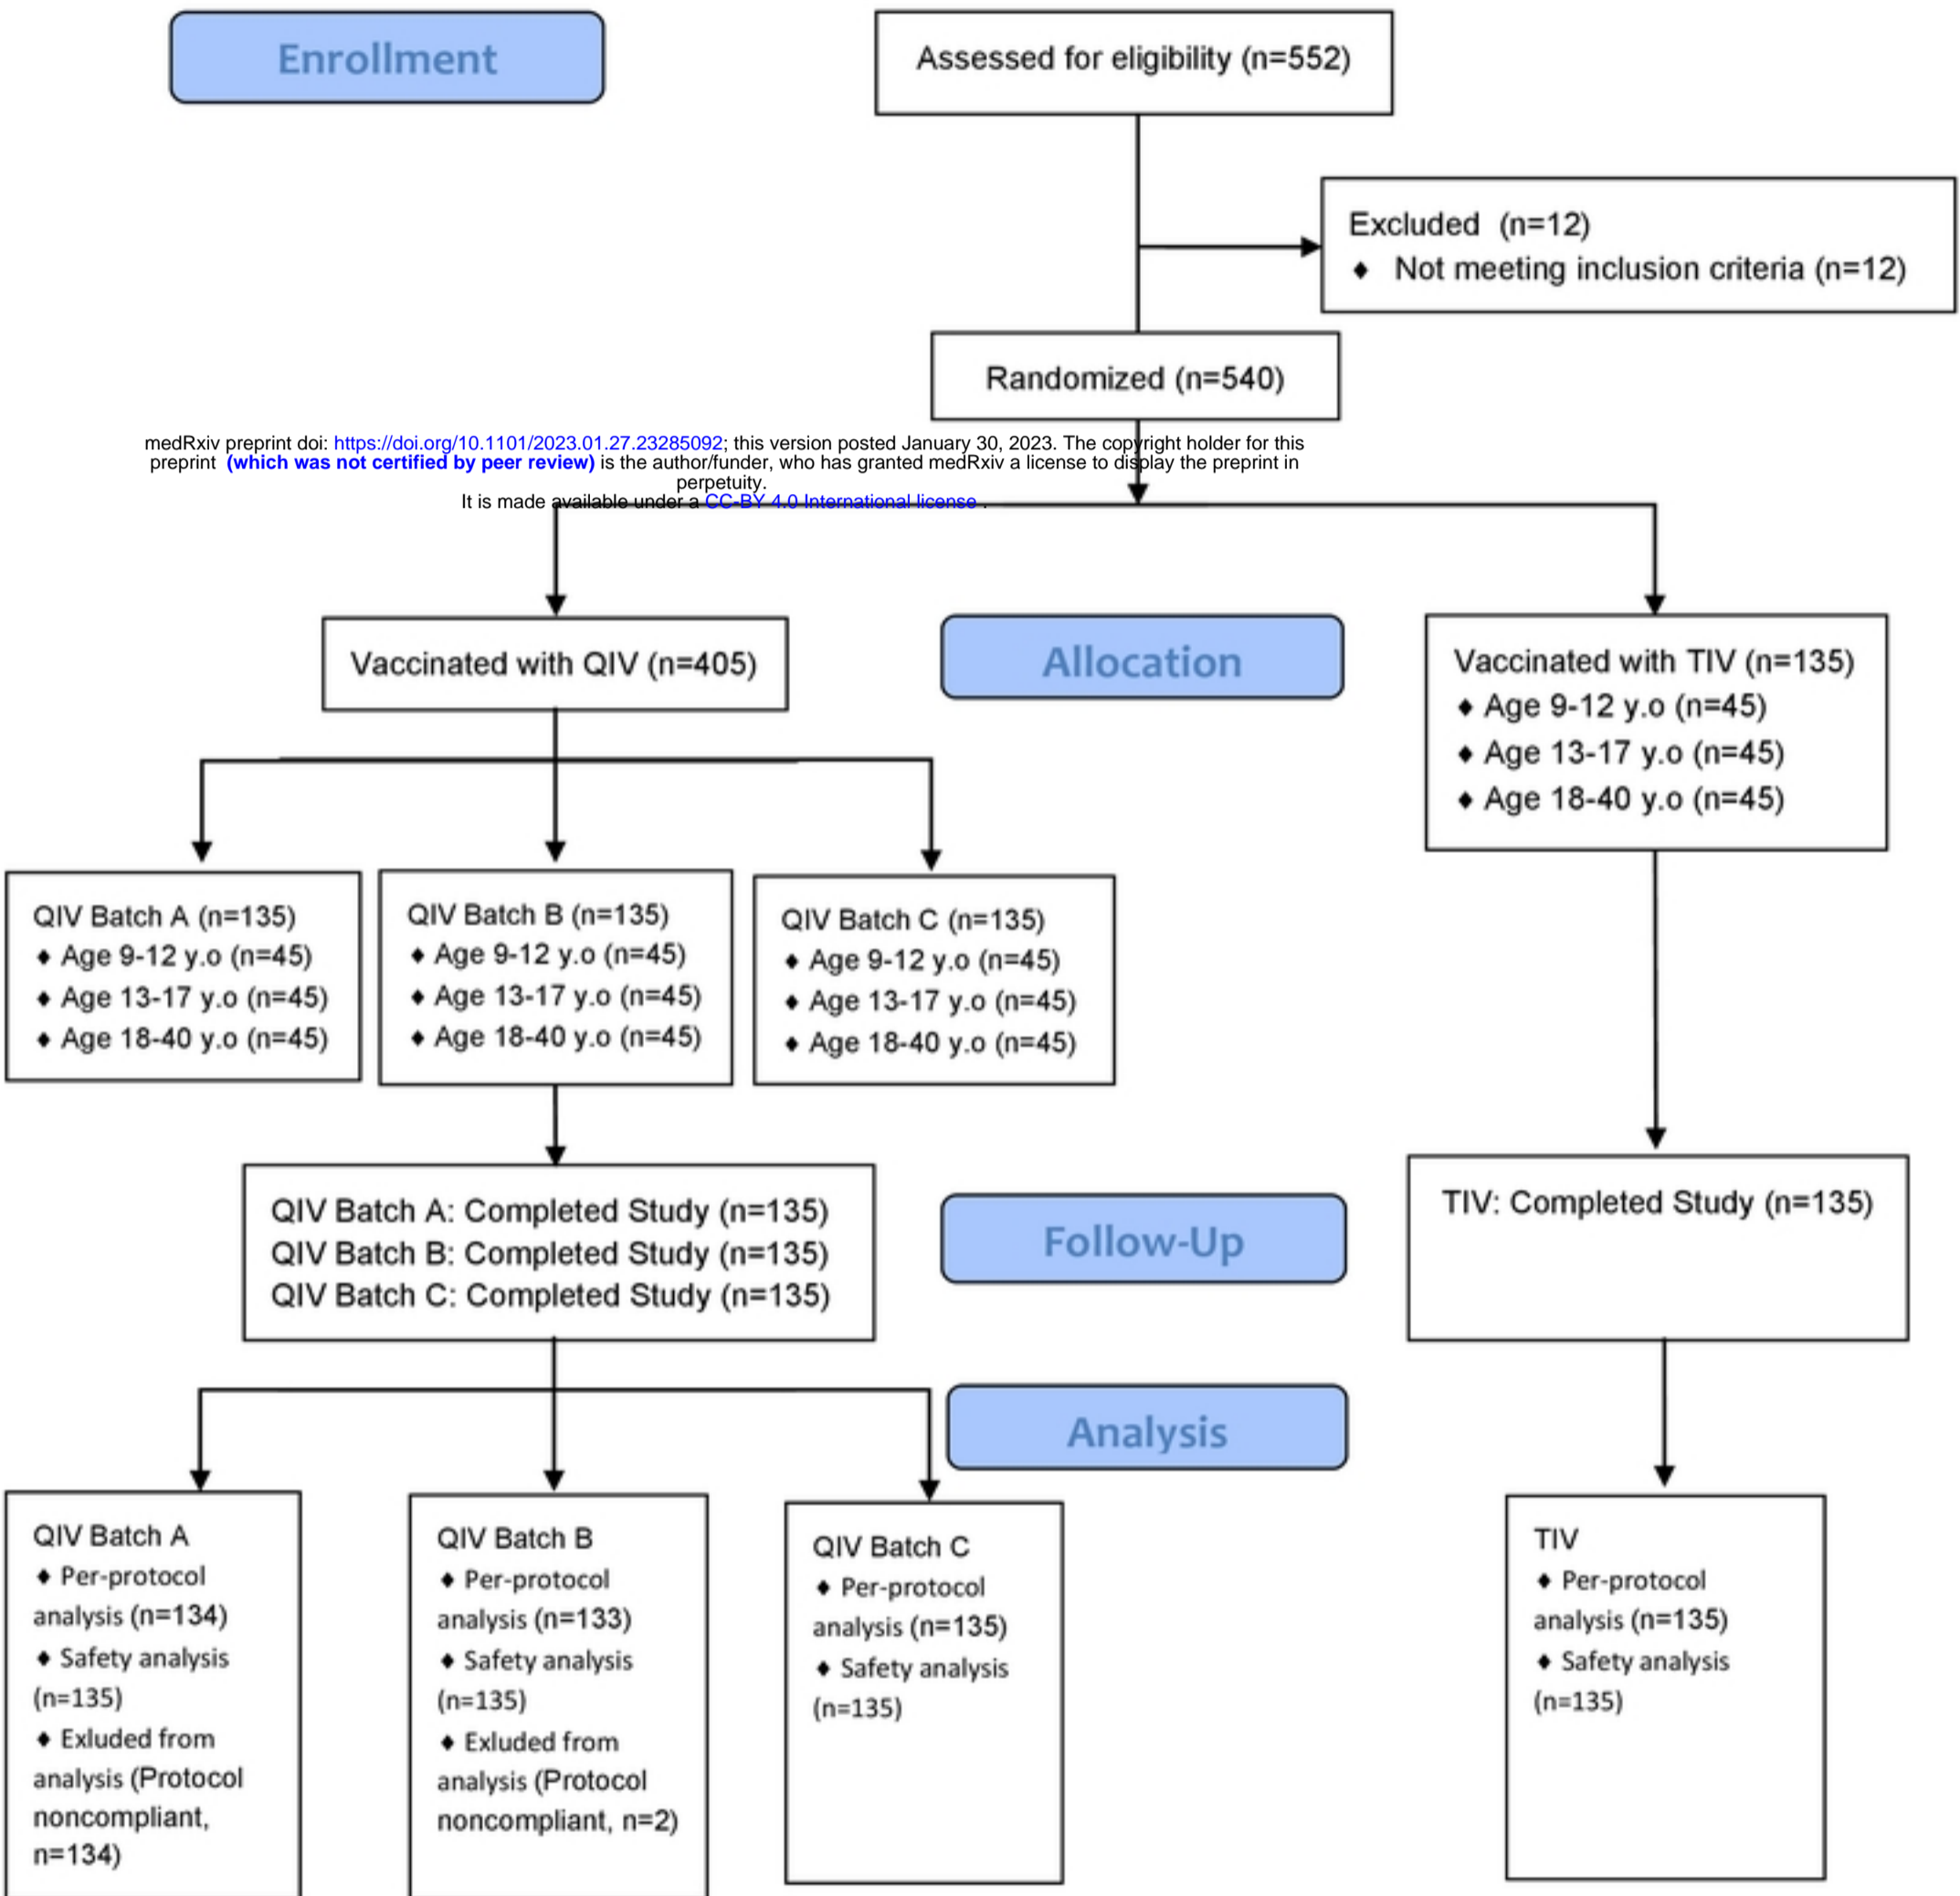 Enrollment
Assessed for eligibility (n=552)
Excluded (n=12)
♦ Not meeting inclusion criteria (n=12)
Randomized (n=540)
medRxiv preprint doi: https://doi.org/10.1101/2023.01.27.23285092; this version posted January 30, 2023. The copyright holder for this
preprint (which was not certified by peer review) is the author/funder, who has granted medRxiv a license to display the preprint in
perpetuity.
It is made available under a CC-BY 4.0 International license .
Vaccinated with QIV (n=405)
Allocation
Vaccinated with TIV (n=135)
♦ Age 9-12 y.o (n=45)
♦ Age 13-17 y.o (n=45)
♦ Age 18-40 y.o (n=45)
QIV Batch A (n=135)
♦ Age 9-12 y.o (n=45)
♦ Age 13-17 y.o (n=45)
♦ Age 18-40 y.o (n=45)
QIV Batch B (n=135)
♦ Age 9-12 y.o (n=45)
♦ Age 13-17 y.o (n=45)
♦ Age 18-40 y.o (n=45)
QIV Batch C (n=135)
♦ Age 9-12 y.o (n=45)
♦ Age 13-17 y.o (n=45)
♦ Age 18-40 y.o (n=45)
QIV Batch A: Completed Study (n=135)
QIV Batch B: Completed Study (n=135)
QIV Batch C: Completed Study (n=135)
Follow-Up
TIV: Completed Study (n=135)
Analysis
QIV Batch A
♦ Per-protocol
analysis (n=134)
♦ Safety analysis
(n=135)
♦ Exluded from
analysis (Protocol
noncompliant,
n=134)
QIV Batch B
♦ Per-protocol
analysis (n=133)
♦ Safety analysis
(n=135)
♦ Exluded from
analysis (Protocol
noncompliant, n=2)
QIV Batch C
♦ Per-protocol
analysis (n=135)
♦ Safety analysis
(n=135)
TIV
♦ Per-protocol
analysis (n=135)
♦ Safety analysis
(n=135)